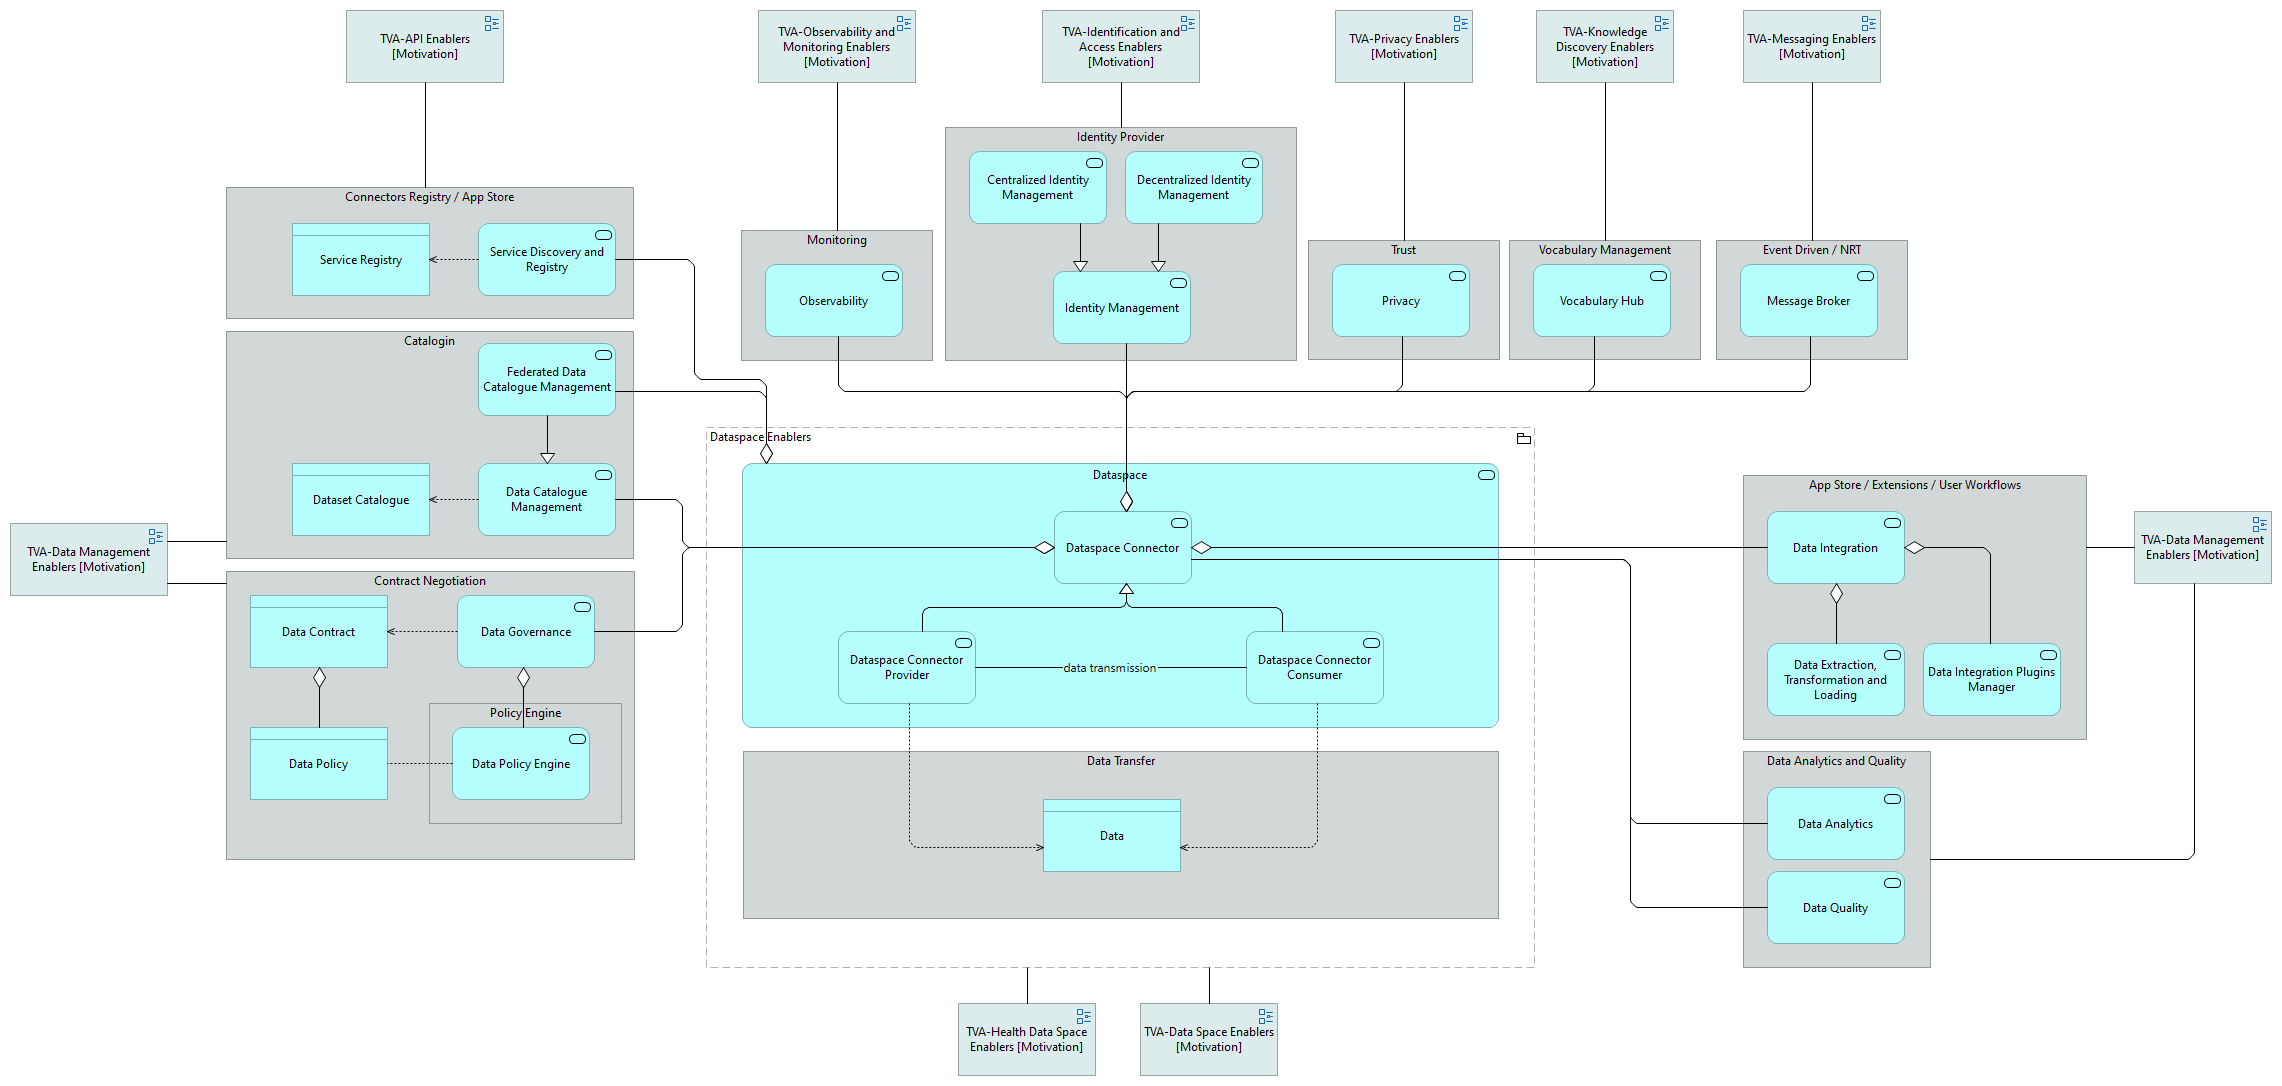 TVA-API Enablers
[Motivation]
TVA-Observability and
Monitoring Enablers
[Motivation]
TVA-Identification and
Access Enablers
[Motivation]
TVA-Privacy Enablers
[Motivation]
TVA-Knowledge
Discovery Enablers
[Motivation]
TVA-Messaging Enablers
[Motivation]
Identity Provider
Centralized Identity
Management
Decentralized Identity
Management
Identity Management
Connectors Registry / App Store
Service Registry
Service Discovery and
Registry
Monitoring
Observability
Trust
Privacy
Vocabulary Management
Vocabulary Hub
Event Driven / NRT
Message Broker
Catalogin
Federated Data
Catalogue Management
Dataset Catalogue
Data Catalogue
Management
TVA-Data Management
Enablers [Motivation]
Contract Negotiation
Data Contract
Data Governance
Policy Engine
Data Policy
Data Policy Engine
Dataspace Enablers
Dataspace
Dataspace Connector
Dataspace Connector
Provider
data transmission
Dataspace Connector
Consumer
Data Transfer
Data
App Store / Extensions / User Workflows
Data Integration
Data Extraction,
Transformation and
Loading
Data Integration Plugins
Manager
TVA-Data Management
Enablers [Motivation]
Data Analytics and Quality
Data Analytics
Data Quality
TVA-Health Data Space
Enablers [Motivation]
TVA-Data Space Enablers
[Motivation]